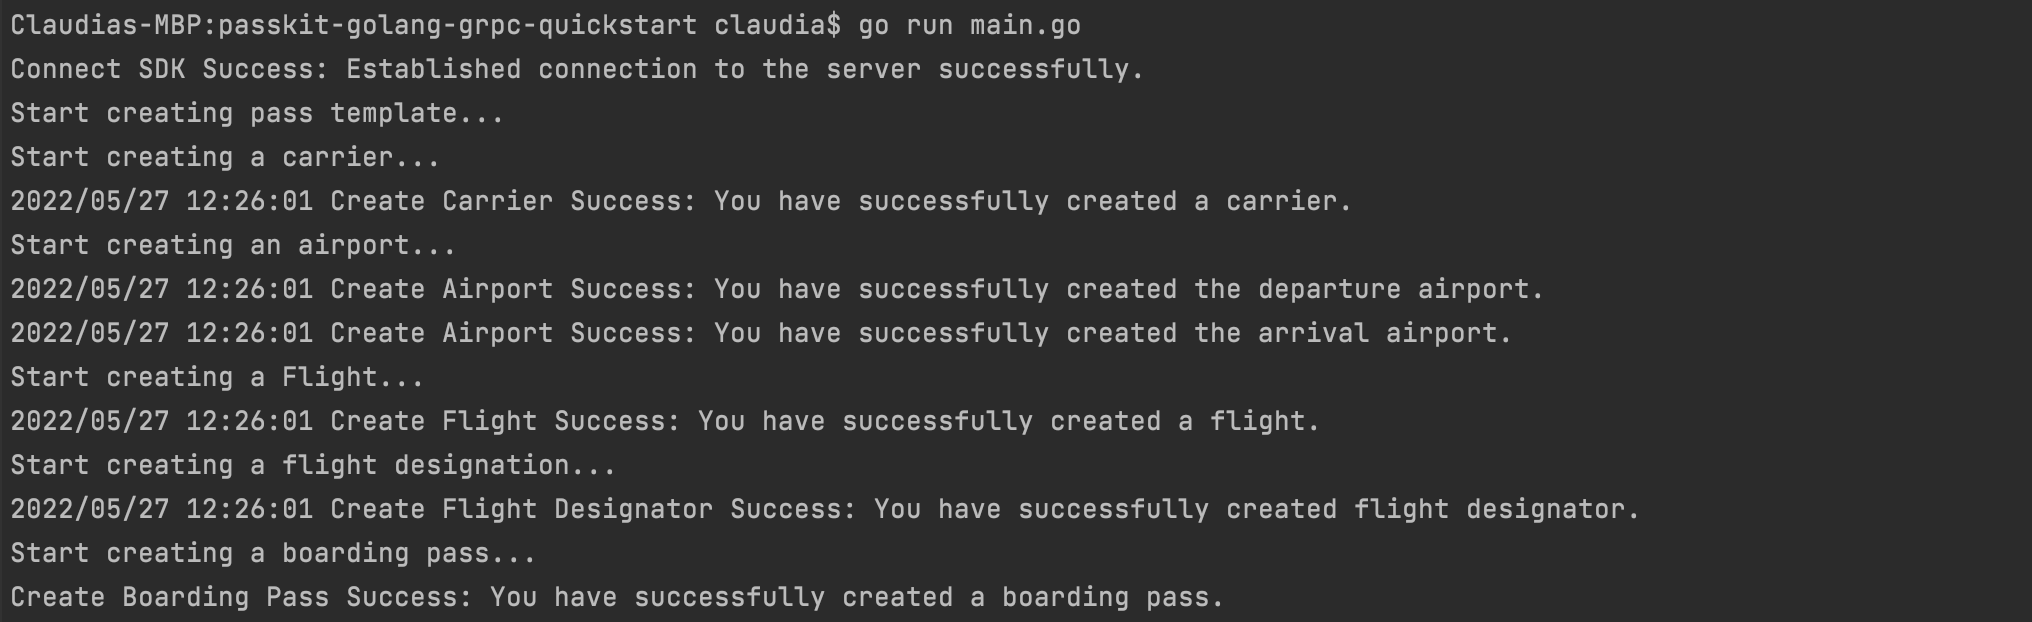 Claudias-MBP:passkit-golang-grpc-quickstart claudia$ go run main.go
Connect SDK Success: Established connection to the server successfully.
Start creating pass template...
Start creating a carrier...
2022/05/27 12:26:01 Create Carrier Success: You have successfully created a carrier.
Start creating an airport...
2022/05/27 12:26:01 Create Airport Success: You have successfully created the departure airport.
2022/05/27 12:26:01 Create Airport Success: You have successfully created the arrival airport.
Start creating a Flight...
2022/05/27 12:26:01 Create Flight Success: You have successfully created a flight.
Start creating a flight designation...
2022/05/27 12:26:01 Create Flight Designator Success: You have successfully created flight designator.
Start creating a boarding pass...
Create Boarding Pass Success: You have successfully created a boarding pass.